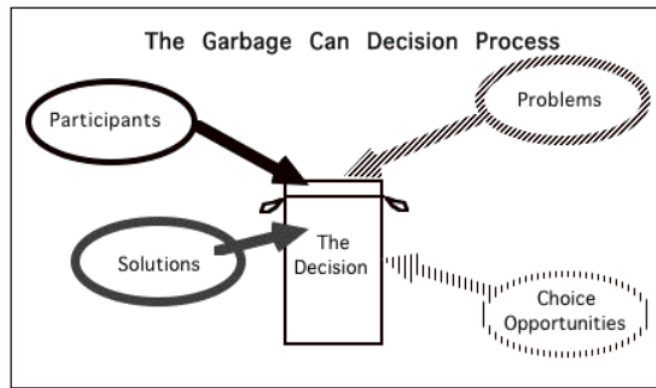 The Garbage Can Decision Process
Participants
Problems
Solutions
The
Decision
Choice
Opportunities